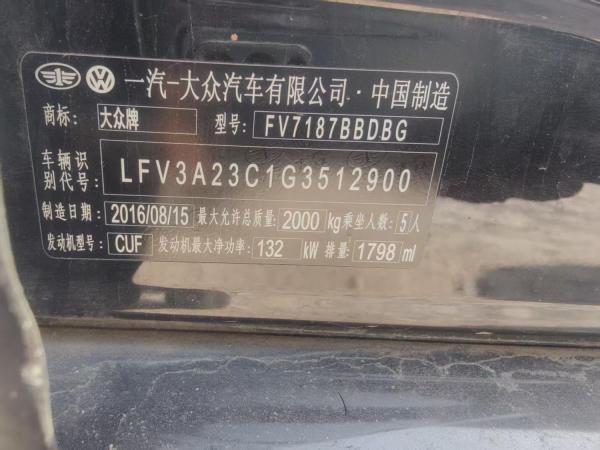 一汽-大众汽车有限公司·中国制造
商标: 大众牌 型号: FV7187BBDBG
车辆识别代号: LFV3A23C1G3512900
制造日期: 2016/08/15 最大允许总质量: 2000 kg 乘坐人数: 5 人
发动机型号: CUF 发动机最大净功率: 132 kW 排量: 1798 ml